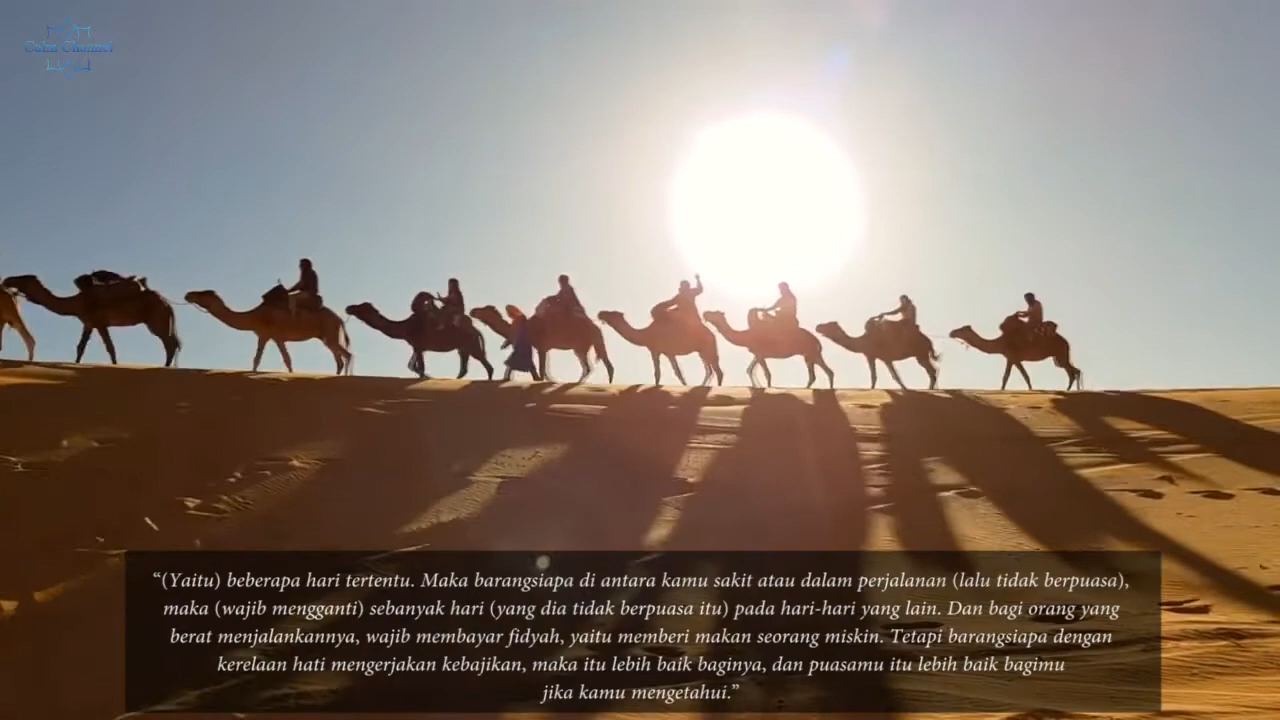 Cahn Channel
“(Yaitu) beberapa hari tertentu. Maka barangsiapa di antara kamu sakit atau dalam perjalanan (lalu tidak berpuasa),
maka (wajib mengganti) sebanyak hari (yang dia tidak berpuasa itu) pada hari-hari yang lain. Dan bagi orang yang
berat menjalankannya, wajib membayar fidyah, yaitu memberi makan seorang miskin. Tetapi barangsiapa dengan
kerelaan hati mengerjakan kebajikan, maka itu lebih baik baginya, dan puasamu itu lebih baik bagimu
jika kamu mengetahui.”